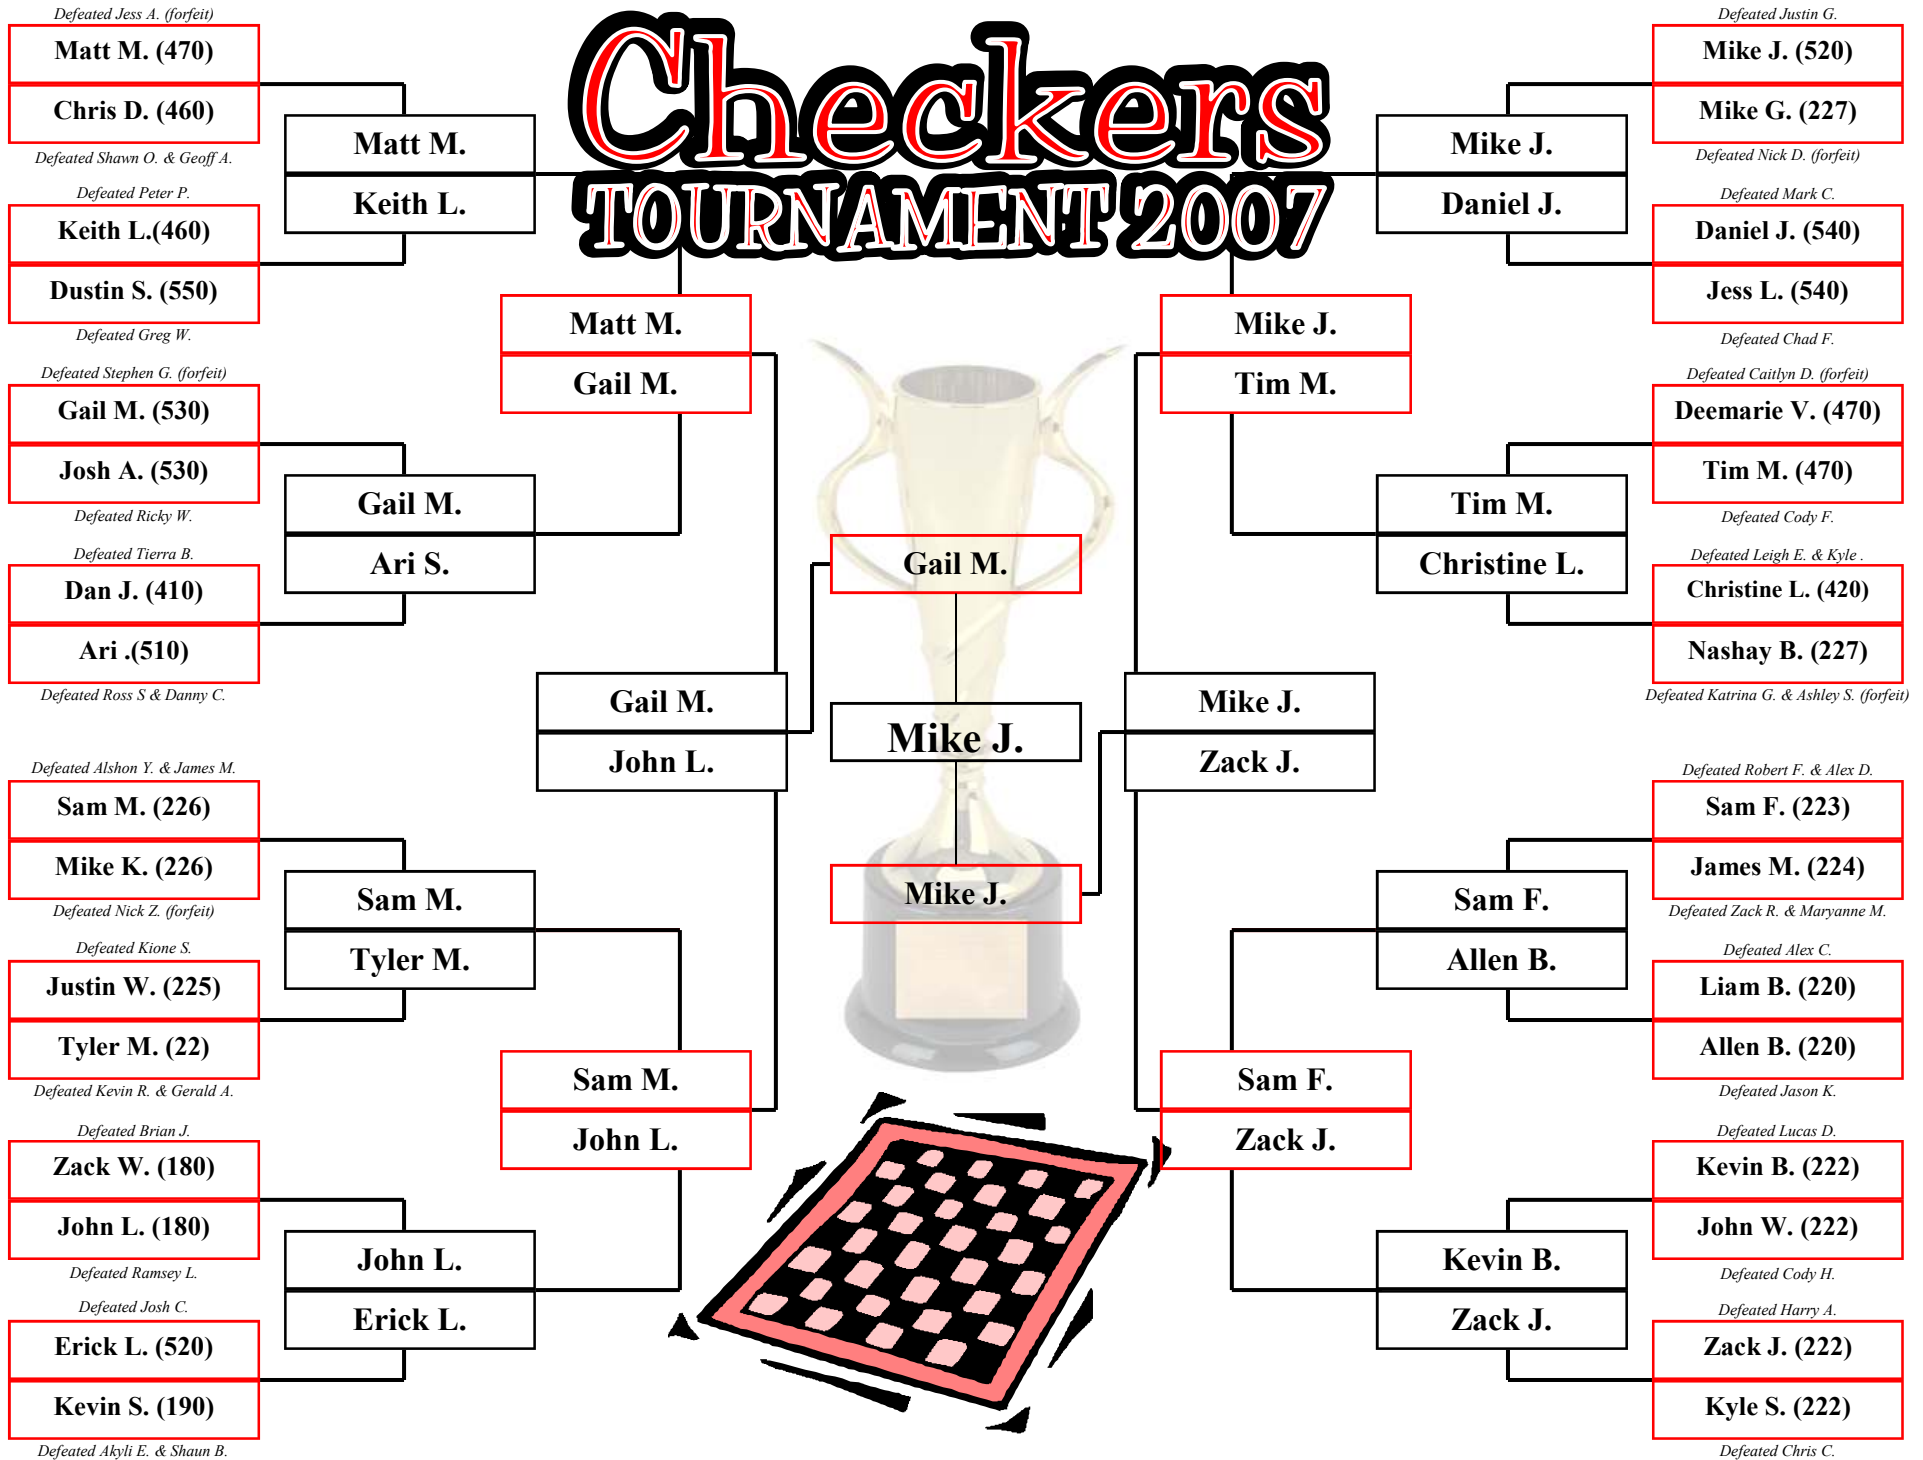 Checkers
TOURNAMENT 2007
Defeated Jess A. (forfeit)
Matt M. (470)
Chris D. (460)
Defeated Shawn O. & Geoff A.
Defeated Peter P.
Keith L.(460)
Dustin S. (550)
Defeated Greg W.
Defeated Stephen G. (forfeit)
Gail M. (530)
Josh A. (530)
Defeated Ricky W.
Defeated Tierra B.
Dan J. (410)
Ari .(510)
Defeated Ross S & Danny C.
Defeated Alshon Y. & James M.
Sam M. (226)
Mike K. (226)
Defeated Nick Z. (forfeit)
Defeated Kione S.
Justin W. (225)
Tyler M. (22)
Defeated Kevin R. & Gerald A.
Defeated Brian J.
Zack W. (180)
John L. (180)
Defeated Ramsey L.
Defeated Josh C.
Erick L. (520)
Kevin S. (190)
Defeated Akyli E. & Shaun B.
Matt M.
Keith L.
Gail M.
Ari S.
Sam M.
Tyler M.
John L.
Erick L.
Matt M.
Gail M.
Sam M.
John L.
Gail M.
John L.
Gail M.
Mike J.
Mike J.
Mike J.
Zack J.
Mike J.
Tim M.
Sam F.
Zack J.
Mike J.
Daniel J.
Tim M.
Christine L.
Sam F.
Allen B.
Kevin B.
Zack J.
Defeated Justin G.
Mike J. (520)
Mike G. (227)
Defeated Nick D. (forfeit)
Defeated Mark C.
Daniel J. (540)
Jess L. (540)
Defeated Chad F.
Defeated Caitlyn D. (forfeit)
Deemarie V. (470)
Tim M. (470)
Defeated Cody F.
Defeated Leigh E. & Kyle .
Christine L. (420)
Nashay B. (227)
Defeated Katrina G. & Ashley S. (forfeit)
Defeated Robert F. & Alex D.
Sam F. (223)
James M. (224)
Defeated Zack R. & Maryanne M.
Defeated Alex C.
Liam B. (220)
Allen B. (220)
Defeated Jason K.
Defeated Lucas D.
Kevin B. (222)
John W. (222)
Defeated Cody H.
Defeated Harry A.
Zack J. (222)
Kyle S. (222)
Defeated Chris C.